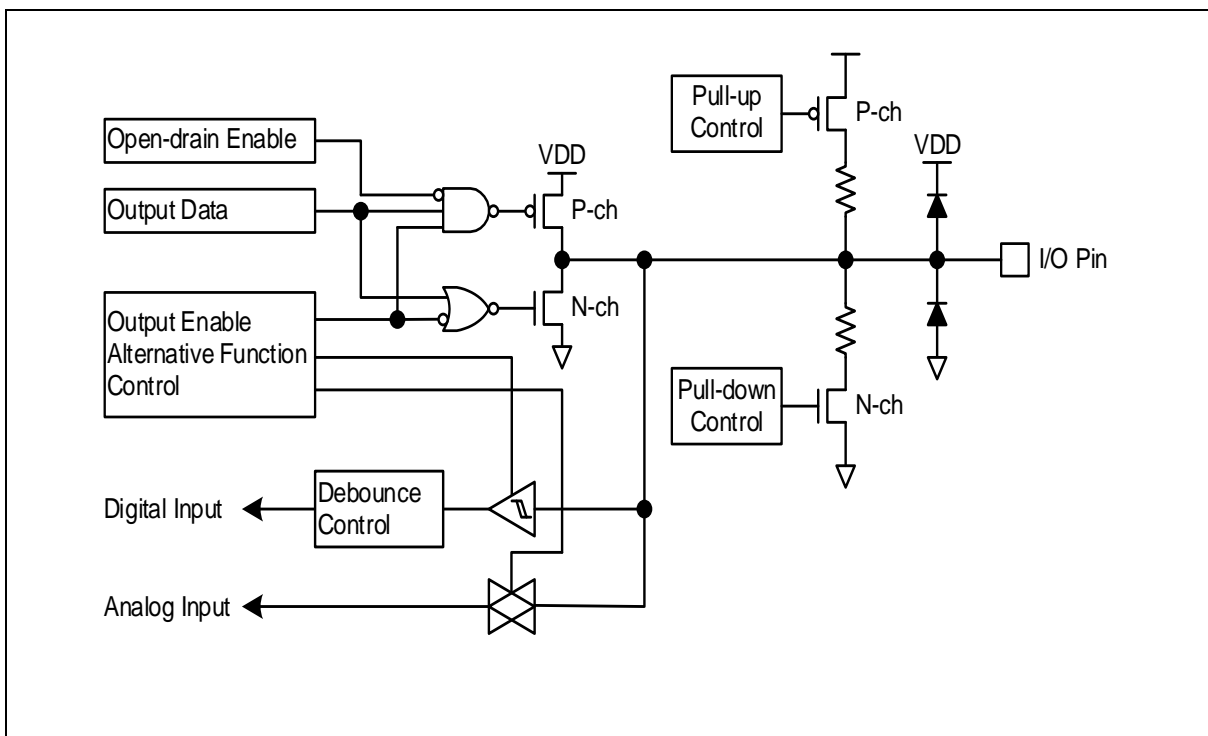 Open-drain Enable
Output Data
Output Enable
Alternative Function
Control
VDD
P-ch
N-ch
Pull-up
Control
P-ch
VDD
I/O Pin
Pull-down
Control
N-ch
Digital Input
Debounce
Control
Analog Input